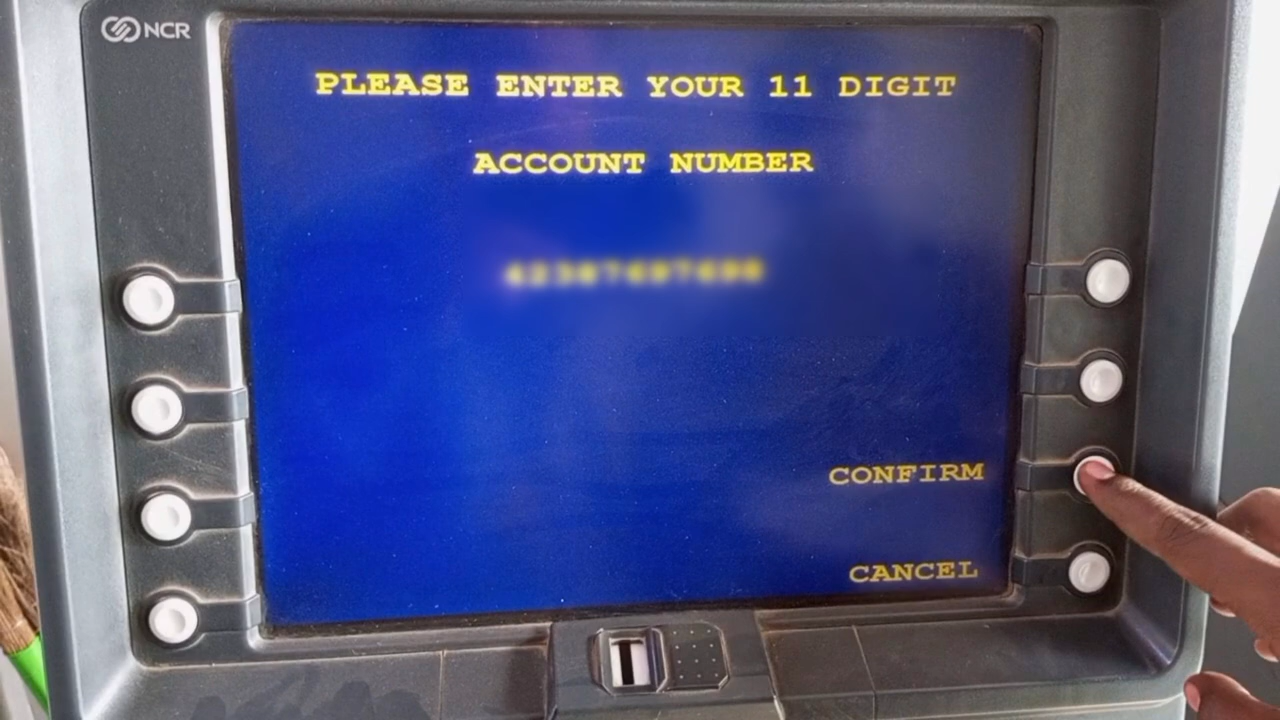 NCR
PLEASE ENTER YOUR 11 DIGIT
ACCOUNT NUMBER
CONFIRM
CANCEL